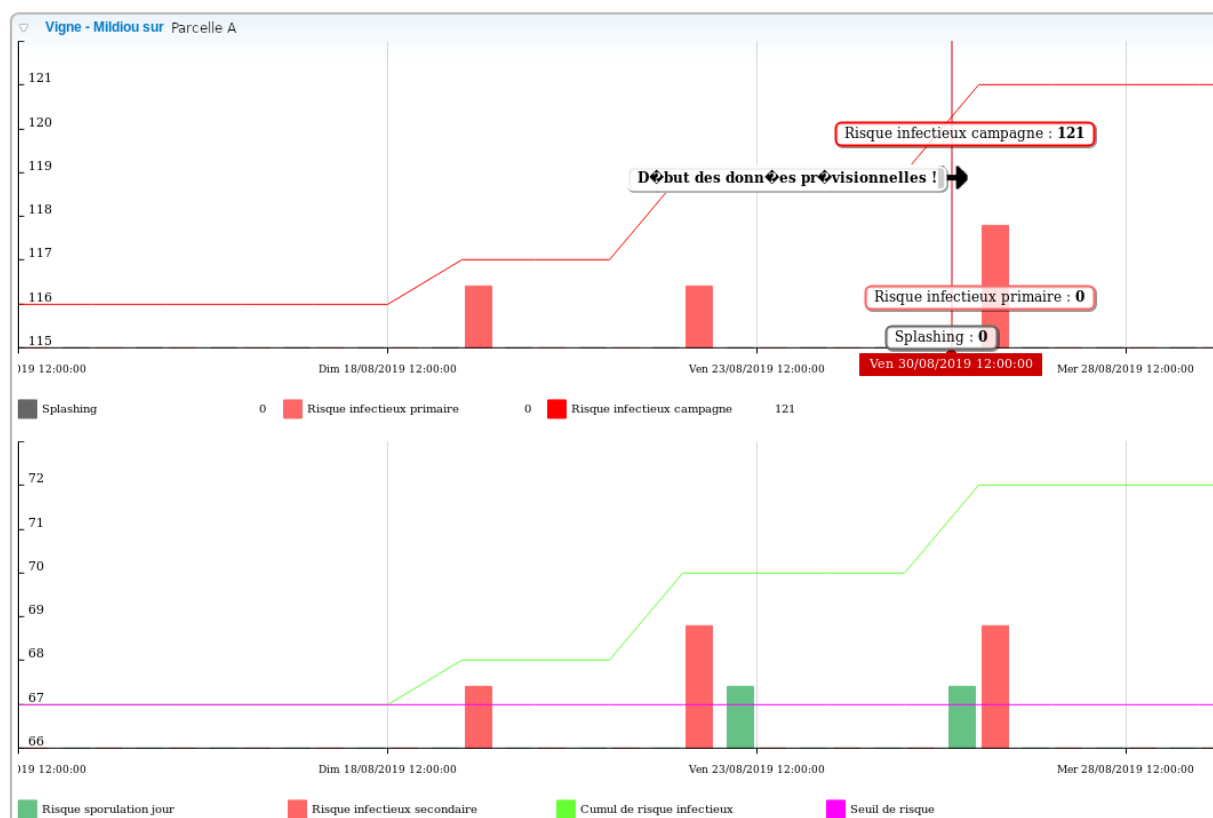 Vigne - Mildiou sur Parcelle A
121
120
119
118
117
116
115
Risque infectieux campagne : 121
D�but des donn�es pr�visionnelles !
Risque infectieux primaire : 0
Splashing : 0
)19 12:00:00 Dim 18/08/2019 12:00:00 Ven 23/08/2019 12:00:00 Ven 30/08/2019 12:00:00 Mer 28/08/2019 12:00:00
Splashing 0 Risque infectieux primaire 0 Risque infectieux campagne 121
72
71
70
69
68
67
66
)19 12:00:00 Dim 18/08/2019 12:00:00 Ven 23/08/2019 12:00:00 Mer 28/08/2019 12:00:00
Risque sporulation jour Risque infectieux secondaire Cumul de risque infectieux Seuil de risque